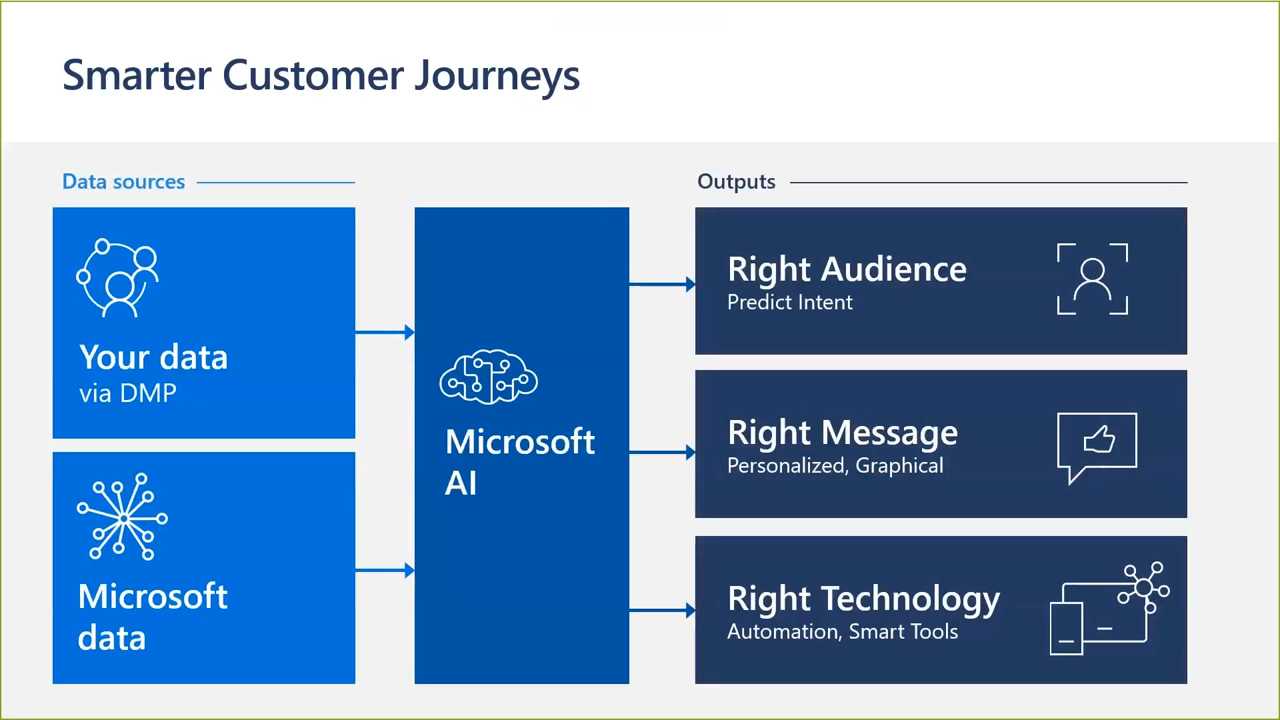 Smarter Customer Journeys
Data sources
Your data
via DMP
Microsoft
data
Microsoft
AI
Outputs
Right Audience
Predict Intent
Right Message
Personalized, Graphical
Right Technology
Automation, Smart Tools